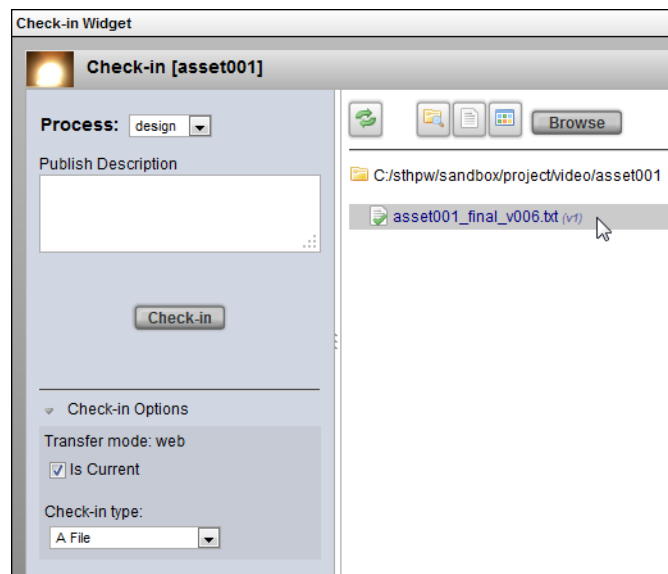 Check-in Widget
Check-in [asset001]
Process: design
Publish Description
Check-in
Check-in Options
Transfer mode: web
Is Current
Check-in type:
A File
Browse
C:/sthpw/sandbox/project/video/asset001
asset001_final_v006.txt (v1)